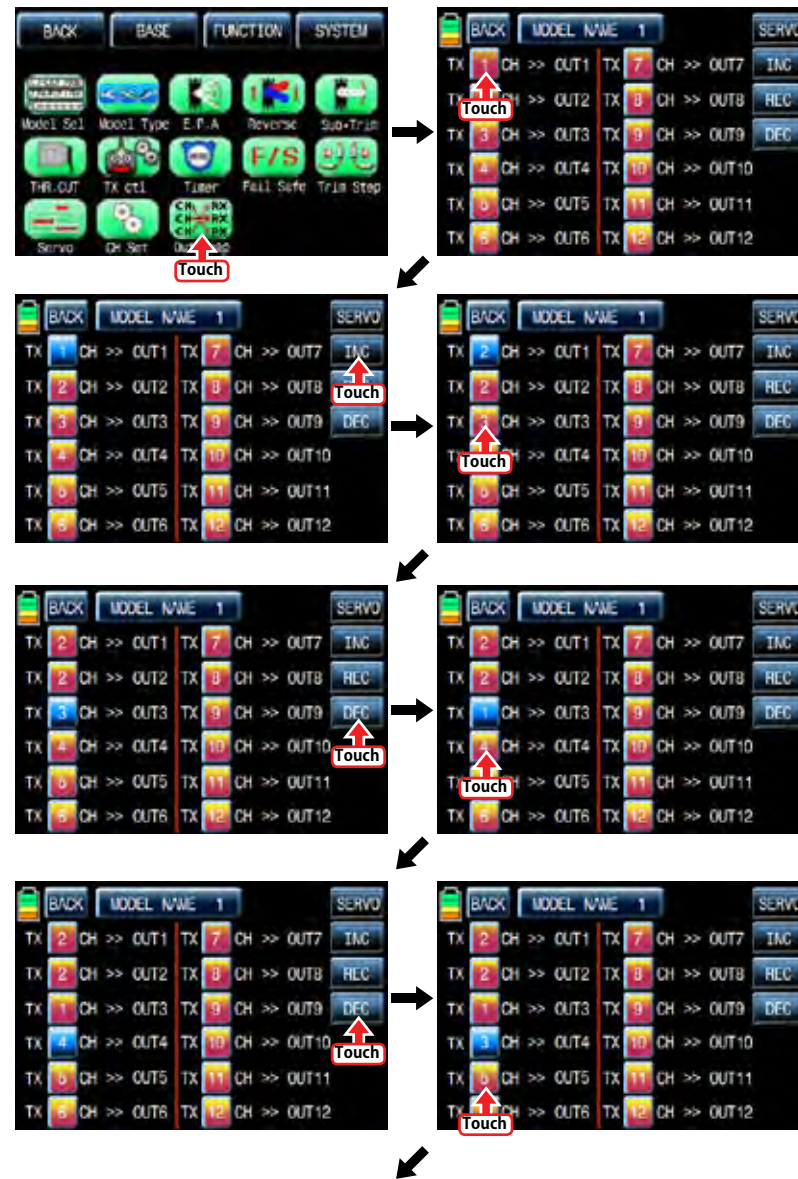 BACK BASE FUNCTION SYSTEM
Model Sel Model Type E.P.A Reverse Sub-Trim
F/S
THR.CUT TX ctl Timer Fail Safe Trim Step
CH RX
CH RX
CH RX
Servo CH Set
Touch
BACK MODEL NAME 1 SERVO
TX 1 CH >> OUT1 TX 7 CH >> OUT7 INC
Touch OUT2 TX 8 CH >> OUT8 REC
TX 3 CH >> OUT3 TX 9 CH >> OUT9 DEC
TX 4 CH >> OUT4 TX 10 CH >> OUT10
TX 5 CH >> OUT5 TX 11 CH >> OUT11
TX 6 CH >> OUT6 TX 12 CH >> OUT12
BACK MODEL NAME 1 SERVO
TX 1 CH >> OUT1 TX 7 CH >> OUT7 INC
TX 2 CH >> OUT2 TX 8 CH >> OUT8 Touch
TX 3 CH >> OUT3 TX 9 CH >> OUT9 DEC
TX 4 CH >> OUT4 TX 10 CH >> OUT10
TX 5 CH >> OUT5 TX 11 CH >> OUT11
TX 6 CH >> OUT6 TX 12 CH >> OUT12
BACK MODEL NAME 1 SERVO
TX 2 CH >> OUT1 TX 7 CH >> OUT7 INC
TX 2 CH >> OUT2 TX 8 CH >> OUT8 REC
TX 3 CH >> OUT3 TX 9 CH >> OUT9 DEC
Touch CH >> OUT4 TX 10 CH >> OUT10
TX 5 CH >> OUT5 TX 11 CH >> OUT11
TX 6 CH >> OUT6 TX 12 CH >> OUT12
BACK MODEL NAME 1 SERVO
TX 2 CH >> OUT1 TX 7 CH >> OUT7 INC
TX 2 CH >> OUT2 TX 8 CH >> OUT8 REC
TX 3 CH >> OUT3 TX 9 CH >> OUT9 DEC
TX 4 CH >> OUT4 TX 10 CH >> OUT10 Touch
TX 5 CH >> OUT5 TX 11 CH >> OUT11
TX 6 CH >> OUT6 TX 12 CH >> OUT12
BACK MODEL NAME 1 SERVO
TX 2 CH >> OUT1 TX 7 CH >> OUT7 INC
TX 2 CH >> OUT2 TX 8 CH >> OUT8 REC
TX 1 CH >> OUT3 TX 9 CH >> OUT9 DEC
TX 4 CH >> OUT4 TX 10 CH >> OUT10
Touch CH >> OUT5 TX 11 CH >> OUT11
TX 6 CH >> OUT6 TX 12 CH >> OUT12
BACK MODEL NAME 1 SERVO
TX 2 CH >> OUT1 TX 7 CH >> OUT7 INC
TX 2 CH >> OUT2 TX 8 CH >> OUT8 REC
TX 1 CH >> OUT3 TX 9 CH >> OUT9 DEC
TX 4 CH >> OUT4 TX 10 CH >> OUT10 Touch
TX 5 CH >> OUT5 TX 11 CH >> OUT11
TX 6 CH >> OUT6 TX 12 CH >> OUT12
BACK MODEL NAME 1 SERVO
TX 2 CH >> OUT1 TX 7 CH >> OUT7 INC
TX 2 CH >> OUT2 TX 8 CH >> OUT8 REC
TX 1 CH >> OUT3 TX 9 CH >> OUT9 DEC
TX 3 CH >> OUT4 TX 10 CH >> OUT10
TX 5 CH >> OUT5 TX 11 CH >> OUT11
Touch CH >> OUT6 TX 12 CH >> OUT12